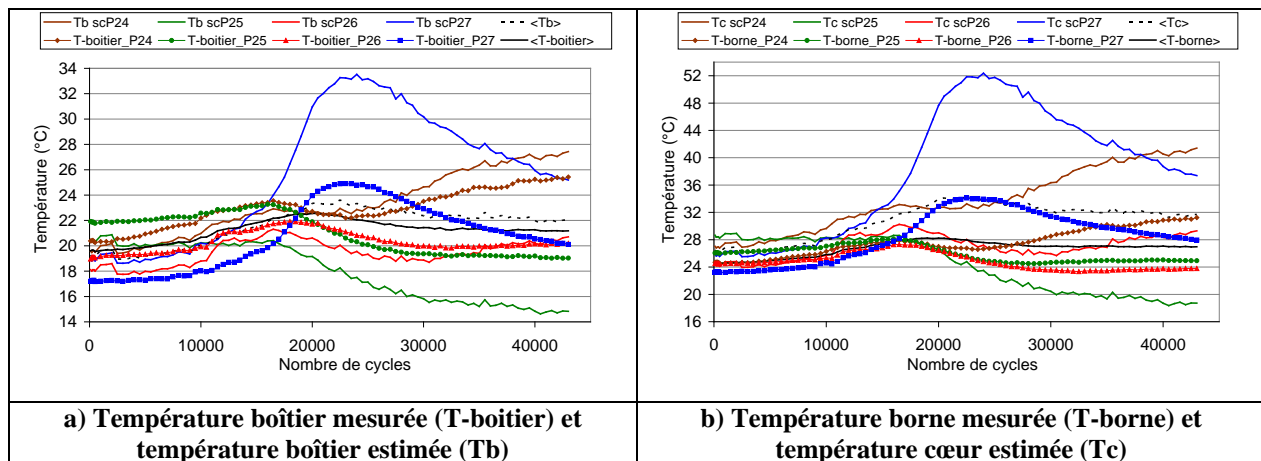 Tb scP24 Tb scP25 Tb scP26 Tb scP27 <Tb>
T-boitier_P24 T-boitier_P25 T-boitier_P26 T-boitier_P27 <T-boitier>
34
32
30
28
26
24
22
20
18
16
14
Température (°C)
0 10000 20000 30000 40000
Nombre de cycles
Tc scP24 Tc scP25 Tc scP26 Tc scP27 <Tc>
T-borne_P24 T-borne_P25 T-borne_P26 T-borne_P27 <T-borne>
52
48
44
40
36
32
28
24
20
16
Température (°C)
0 10000 20000 30000 40000
Nombre de cycles
a) Température boîtier mesurée (T-boitier) et
température boîtier estimée (Tb)
b) Température borne mesurée (T-borne) et
température cœur estimée (Tc)